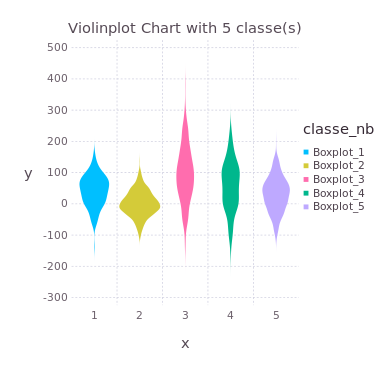 Violinplot Chart with 5 classe(s)
500
400
300
200
100
0
-100
-200
-300
y
1 2 3 4 5
x
classe_nb
Boxplot_1
Boxplot_2
Boxplot_3
Boxplot_4
Boxplot_5